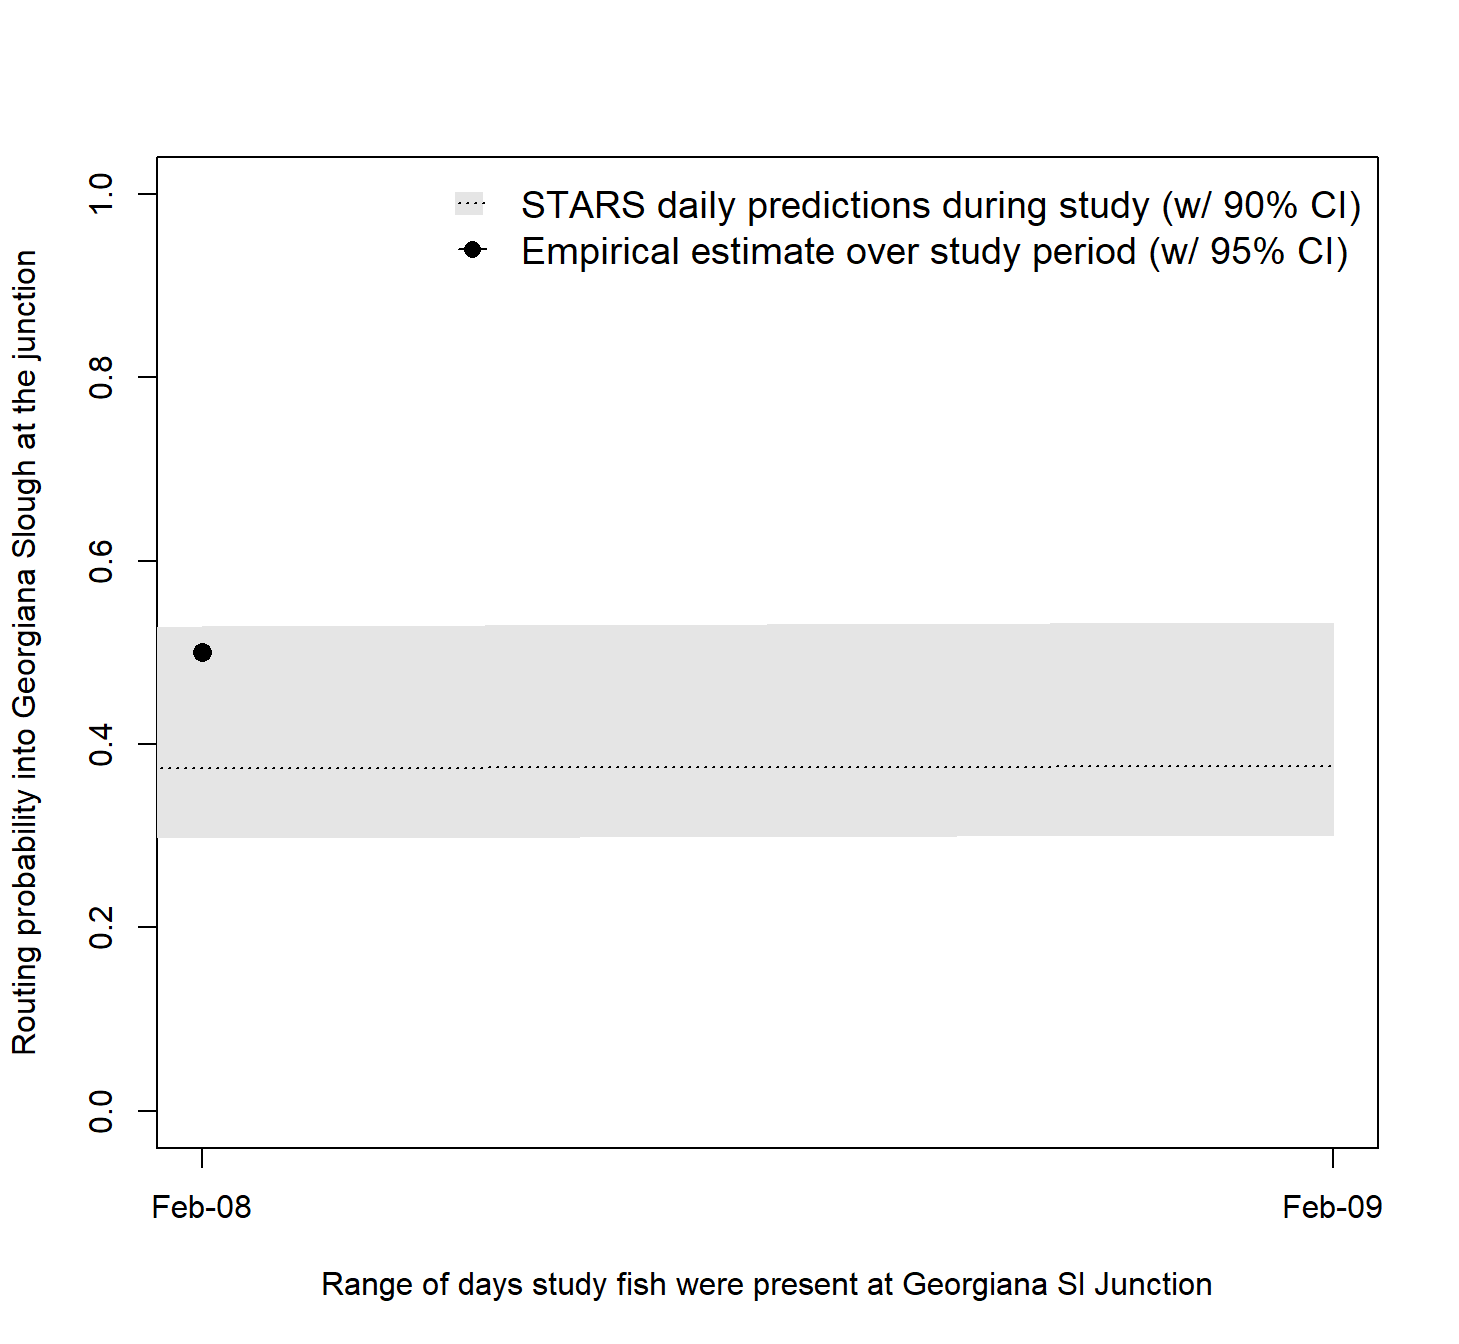 STARS daily predictions during study (w/ 90% CI)
Empirical estimate over study period (w/ 95% CI)
Routing probability into Georgiana Slough at the junction
1.0
0.8
0.6
0.4
0.2
0.0
Feb-08
Feb-09
Range of days study fish were present at Georgiana Sl Junction